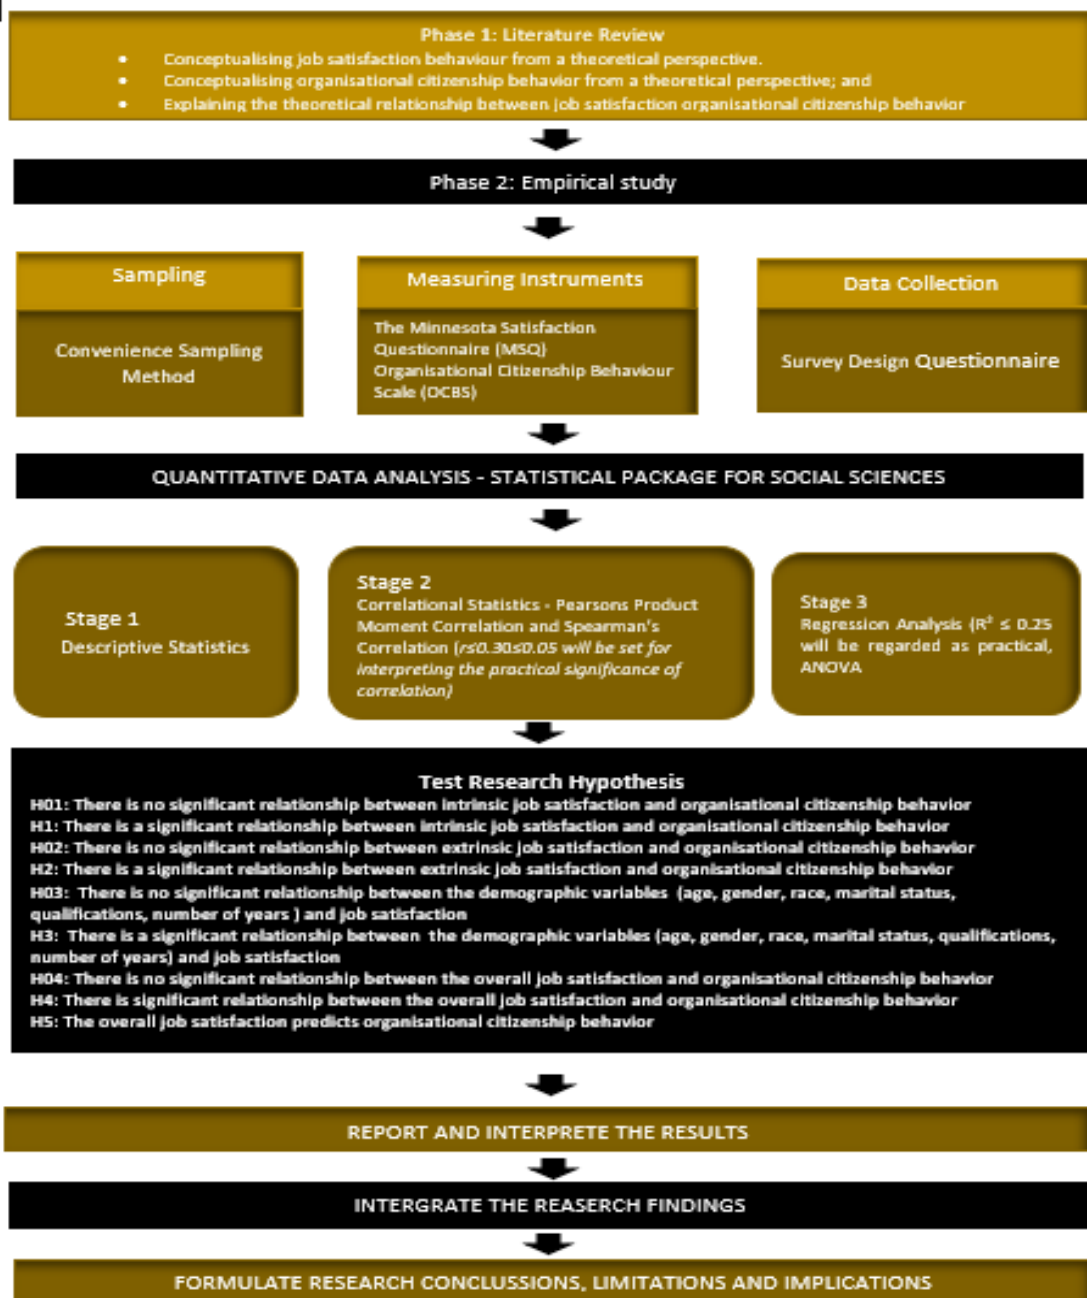 Phase 1: Literature Review
• Conceptualising job satisfaction behaviour from a theoretical perspective.
• Conceptualising organisational citizenship behavior from a theoretical perspective; and
• Explaining the theoretical relationship between job satisfaction organisational citizenship behavior
Phase 2: Empirical study
Sampling
Convenience Sampling
Method
Measuring Instruments
The Minnesota Satisfaction
Questionnaire (MSQ)
Organisational Citizenship Behaviour
Scale (OCBS)
Data Collection
Survey Design Questionnaire
QUANTITATIVE DATA ANALYSIS - STATISTICAL PACKAGE FOR SOCIAL SCIENCES
Stage 1
Descriptive Statistics
Stage 2
Correlational Statistics - Pearsons Product
Moment Correlation and Spearman's
Correlation (r≤0.30≤0.05 will be set for
interpreting the practical significance of
correlation)
Stage 3
Regression Analysis (R² ≤ 0.25
will be regarded as practical,
ANOVA
Test Research Hypothesis
H01: There is no significant relationship between intrinsic job satisfaction and organisational citizenship behavior
H1: There is a significant relationship between intrinsic job satisfaction and organisational citizenship behavior
H02: There is no significant relationship between extrinsic job satisfaction and organisational citizenship behavior
H2: There is a significant relationship between extrinsic job satisfaction and organisational citizenship behavior
H03: There is no significant relationship between the demographic variables (age, gender, race, marital status,
qualifications, number of years ) and job satisfaction
H3: There is a significant relationship between the demographic variables (age, gender, race, marital status, qualifications,
number of years) and job satisfaction
H04: There is no significant relationship between the overall job satisfaction and organisational citizenship behavior
H4: There is significant relationship between the overall job satisfaction and organisational citizenship behavior
H5: The overall job satisfaction predicts organisational citizenship behavior
REPORT AND INTERPRETE THE RESULTS
INTERGRATE THE REASERCH FINDINGS
FORMULATE RESEARCH CONCLUSSIONS, LIMITATIONS AND IMPLICATIONS